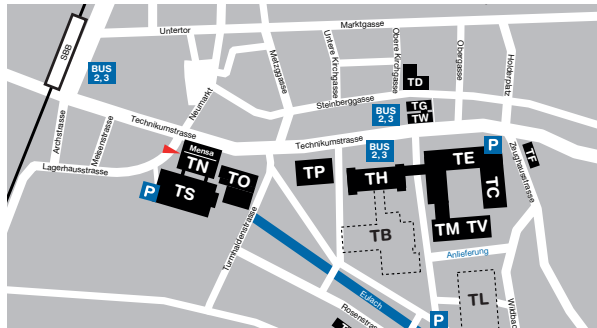 Marktgasse
Untertor
SBB
BUS
2,3
Metzggasse
Untere Kirchgasse
Obere Kirchgasse
Obergasse
Holderplatz
TD
Neumarkt
Steinberggasse
BUS
2,3
TG
TW
Archstrasse
Meisenstrasse
Technikumstrasse
Technikumstrasse
BUS
2,3
P
TE
TF
Zeughausstrasse
Lagerhausstrasse
Mensa
TN
TO
TP
TH
TC
P
TS
Turmhaldenstrasse
TB
TM TV
Anlieferung
Eulach
TL
Rosenstrasse
P